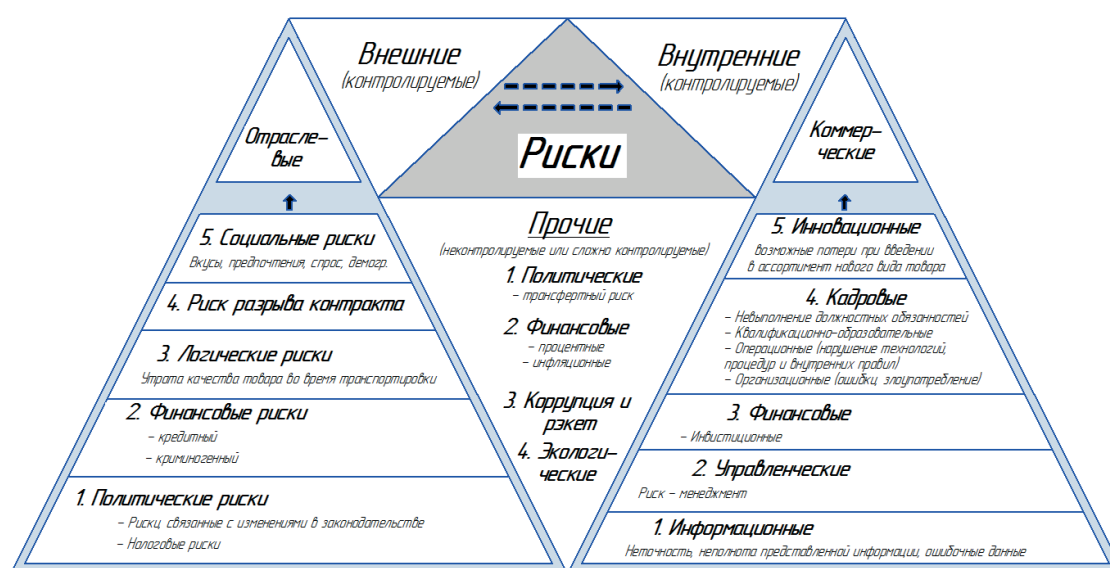 Внешние
(контролируемые)
Внутренние
(контролируемые)
Риски
Отрасле-
вые
5. Социальные риски
Вкусы, предпочтения, спрос, демогр.
4. Риск разрыва контракта
3. Логические риски
Утрата качества товара во время транспортировки
2. Финансовые риски
- кредитный
- криминогенный
1. Политические риски
- Риски, связанные с изменениями в законодательстве
- Налоговые риски
Прочие
(неконтролируемые или сложно контролируемые)
1. Политические
- трансфертный риск
2. Финансовые
- процентные
- инфляционные
3. Коррупция и
рэкет
4. Экологи-
ческие
Коммер-
ческие
5. Инновационные
возможные потери при введении
в ассортимент нового вида товара
4. Кадровые
- Невыполнение должностных обязанностей
- Квалификационно-образовательные
- Операционные (нарушение технологий,
процедур и внутренних правил)
- Организационные (ошибки, злоупотребление)
3. Финансовые
- Инвистиционные
2. Управленческие
Риск - менеджмент
1. Информационные
Неточность, неполнота представленной информации, ошибочные данные